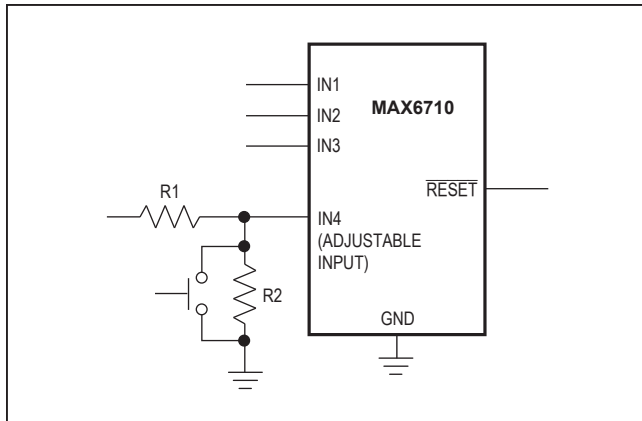 IN1
MAX6710
IN2
IN3
R1
RESET
IN4
(ADJUSTABLE
INPUT)
R2
GND